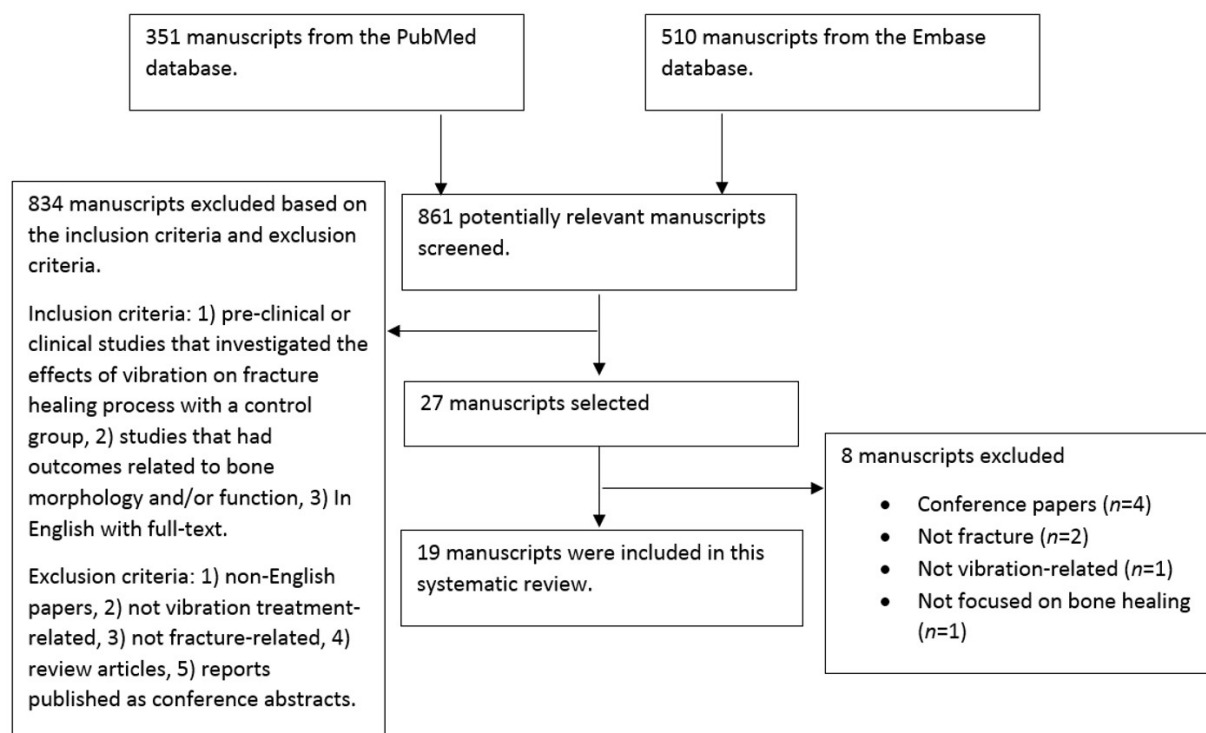 351 manuscripts from the PubMed
database.
510 manuscripts from the Embase
database.
834 manuscripts excluded based on
the inclusion criteria and exclusion
criteria.
Inclusion criteria: 1) pre-clinical or
clinical studies that investigated the
effects of vibration on fracture
healing process with a control
group, 2) studies that had
outcomes related to bone
morphology and/or function, 3) In
English with full-text.
Exclusion criteria: 1) non-English
papers, 2) not vibration treatment-
related, 3) not fracture-related, 4)
review articles, 5) reports
published as conference abstracts.
861 potentially relevant manuscripts
screened.
27 manuscripts selected
8 manuscripts excluded
• Conference papers (n=4)
• Not fracture (n=2)
• Not vibration-related (n=1)
• Not focused on bone healing
(n=1)
19 manuscripts were included in this
systematic review.